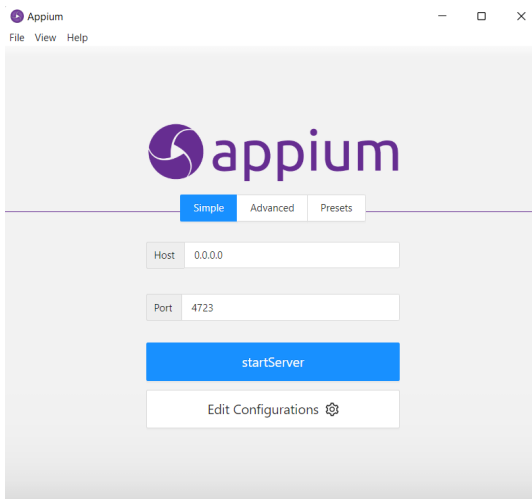 Appium
File View Help
appium
Simple Advanced Presets
Host 0.0.0.0
Port 4723
startServer
Edit Configurations